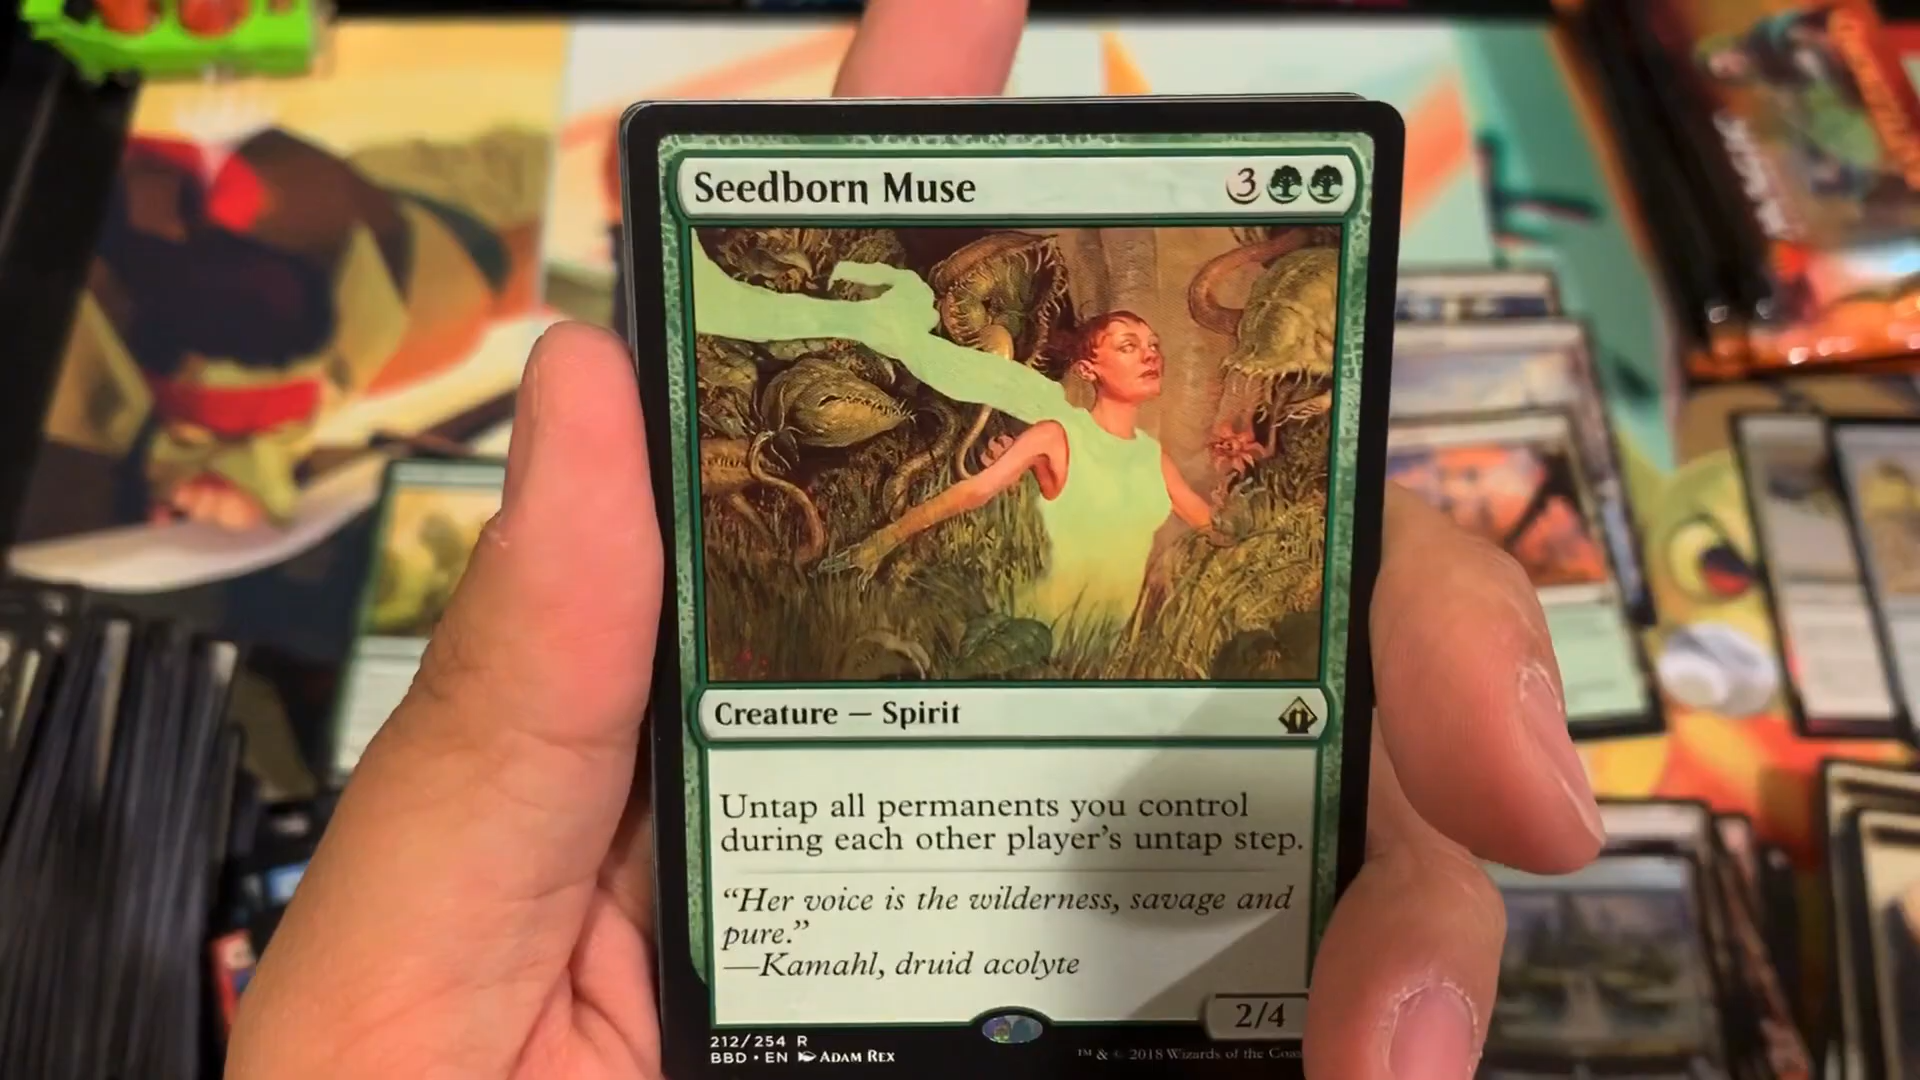 Seedborn Muse 3
Creature — Spirit
Untap all permanents you control
during each other player's untap step.
“Her voice is the wilderness, savage and
pure.”
—Kamahl, druid acolyte
2/4
212/254 R
BBD • EN Adam Rex
™ & © 2018 Wizards of the